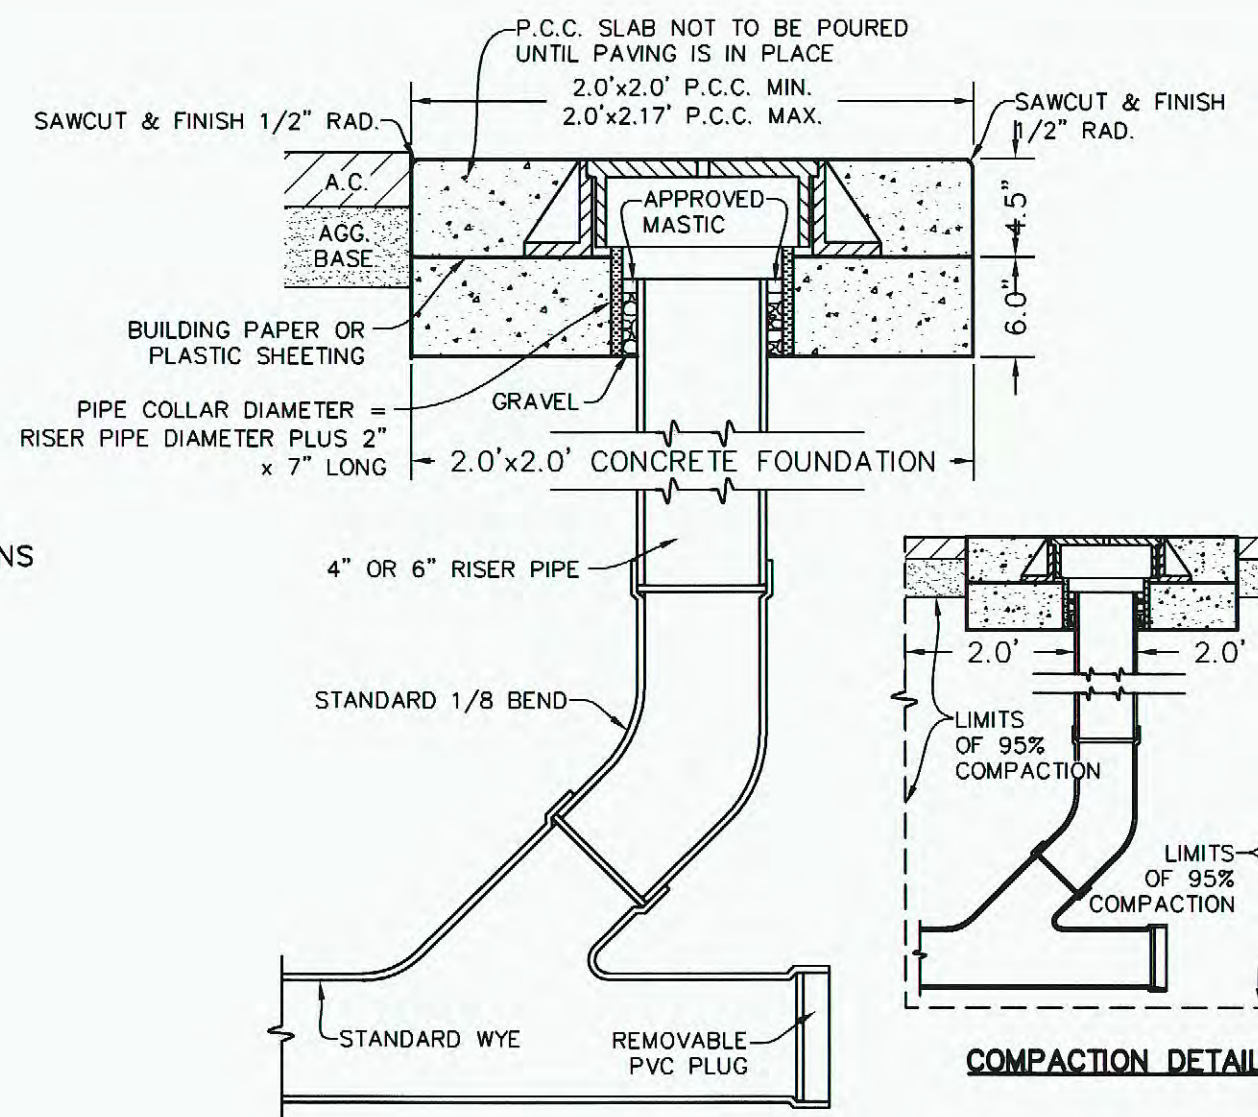 P.C.C. SLAB NOT TO BE POURED
UNTIL PAVING IS IN PLACE
2.0'x2.0' P.C.C. MIN.
2.0'x2.17' P.C.C. MAX.
SAWCUT & FINISH 1/2" RAD.
SAWCUT & FINISH
1/2" RAD.
A.C.
AGG.
BASE
APPROVED
MASTIC
4.5"
6.0"
BUILDING PAPER OR
PLASTIC SHEETING
GRAVEL
PIPE COLLAR DIAMETER =
RISER PIPE DIAMETER PLUS 2"
x 7" LONG
2.0'x2.0' CONCRETE FOUNDATION
NS
4" OR 6" RISER PIPE
STANDARD 1/8 BEND
STANDARD WYE
REMOVABLE
PVC PLUG
2.0'
2.0'
LIMITS
OF 95%
COMPACTION
LIMITS
OF 95%
COMPACTION
COMPACTION DETAIL